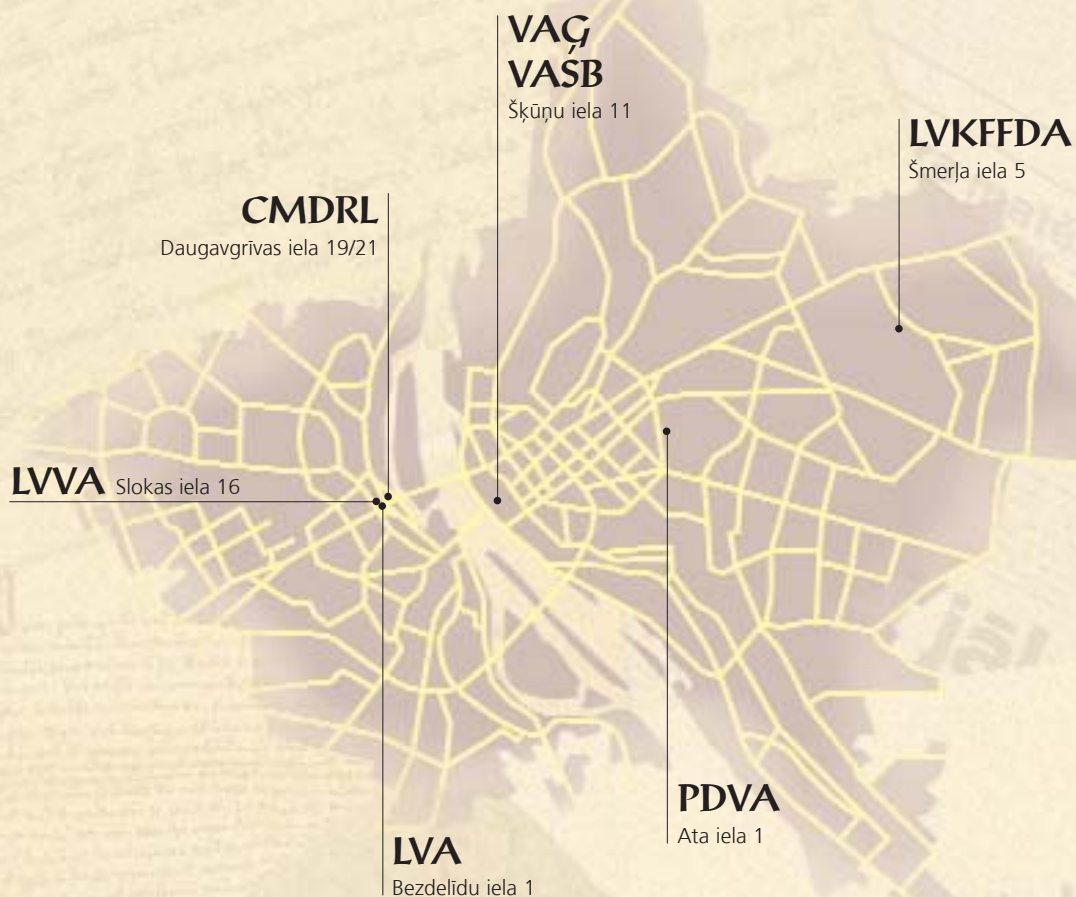 VAĢ
VAŠB
Šķūņu iela 11
LVKFFDA
Šmerļa iela 5
CMDRL
Daugavgrīvas iela 19/21
LVVA Slokas iela 16
PDVA
Ata iela 1
LVA
Bezdelīdu iela 1